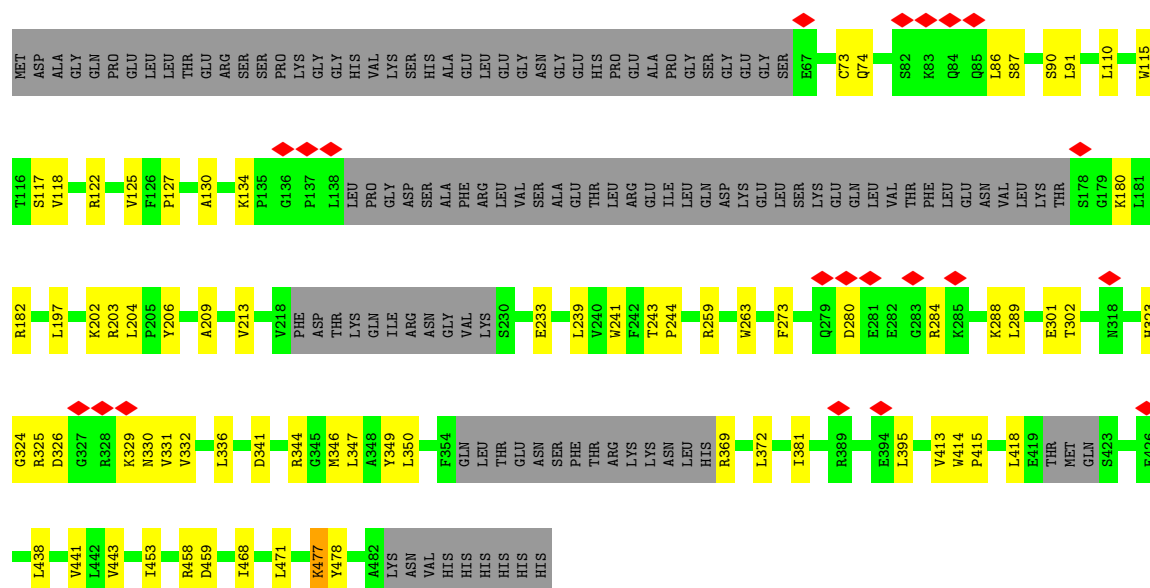 MET ASP ALA GLY GLN PRO GLU LEU LEU THR GLU ARG SER SER PRO LYS GLY GLY HIS VAL LYS SER HIS ALA GLU LEU GLU GLY ASN GLY GLU HIS PRO GLU ALA PRO GLY SER GLY GLU GLY SER E67 C73 Q74 S82 K83 Q84 Q85 L86 S87 S90 L91 L110 W115
T116 S117 V118 R122 V125 F126 P127 A130 K134 P135 G136 P137 L138 LEU PRO GLY ASP SER ALA PHE ARG LEU VAL SER ALA GLU THR LEU ARG GLU ILE LEU GLN ASP LYS GLU LEU SER LYS GLU GLN LEU VAL THR PHE LEU GLU ASN VAL LEU LYS THR S178 G179 K180 L181
R182 L197 K202 R203 L204 P205 Y206 A209 V213 V218 PHE ASP THR LYS GLN ILE ARG ASN GLY VAL LYS S230 E233 L239 V240 W241 F242 T243 P244 R259 W263 F273 Q279 D280 E281 E282 G283 R284 K285 K288 L289 E301 T302 N318 H323
G324 R325 D326 G327 R328 K329 N330 V331 V332 L336 D341 R344 G345 M346 L347 A348 Y349 L350 F354 GLN LEU THR GLU ASN SER PHE THR ARG LYS LYS ASN LEU HIS R369 L372 I381 R389 E394 L395 V413 W414 P415 L418 E419 THR MET GLN S423 E426
L438 V441 L442 V443 I453 R458 D459 I468 L471 K477 Y478 A482 LYS ASN VAL HIS HIS HIS HIS HIS HIS